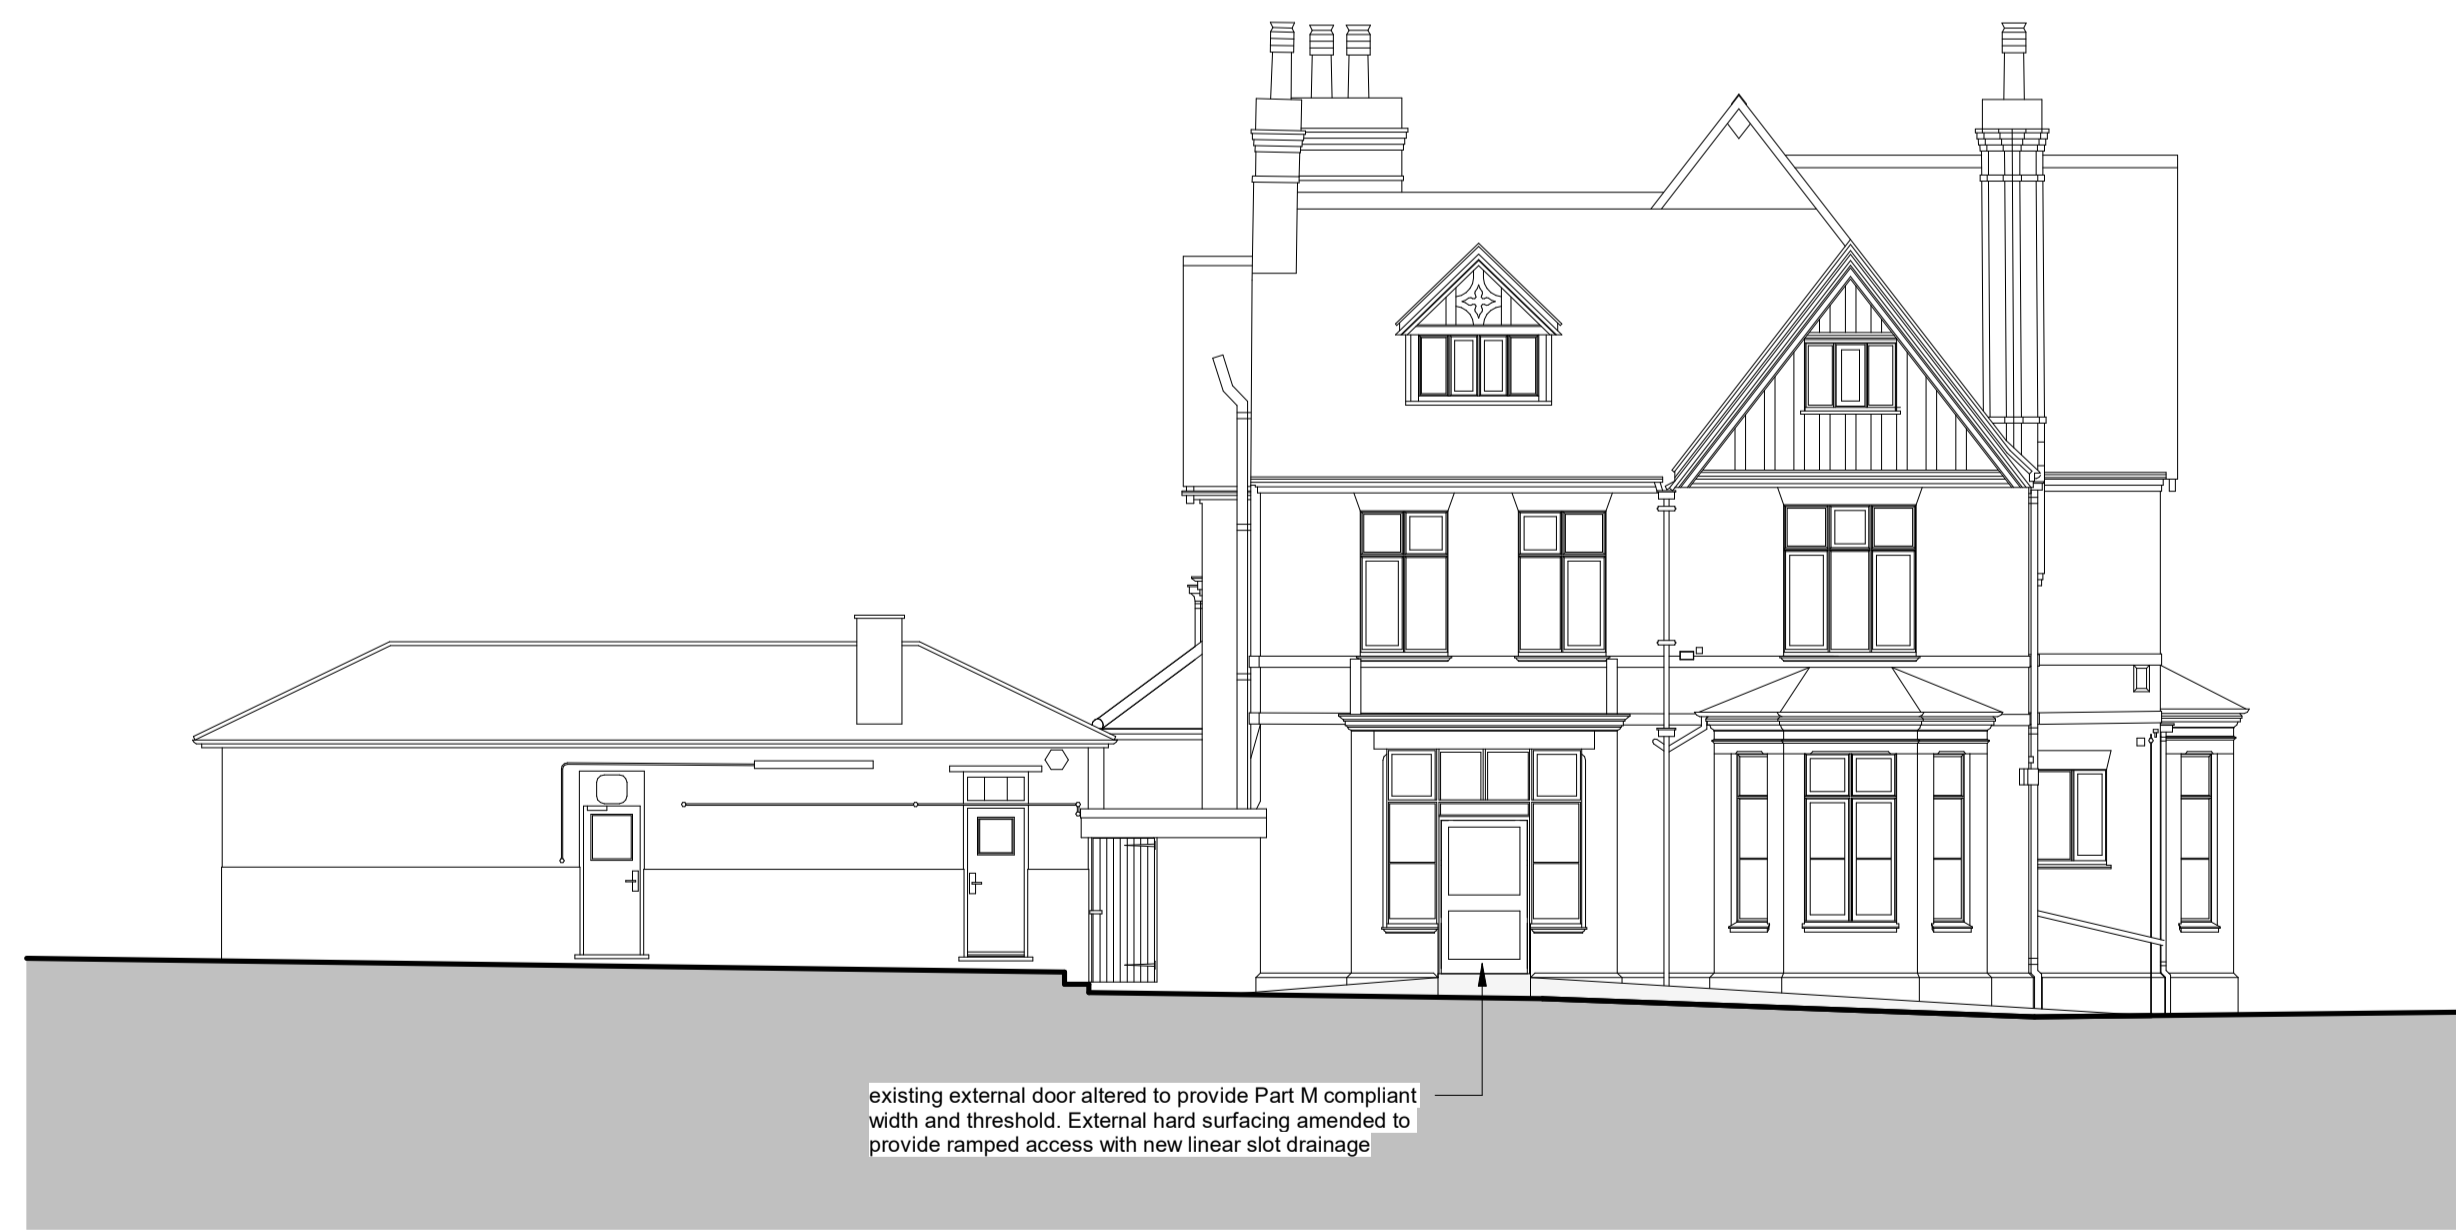 existing external door altered to provide Part M compliant
width and threshold. External hard surfacing amended to
provide ramped access with new linear slot drainage